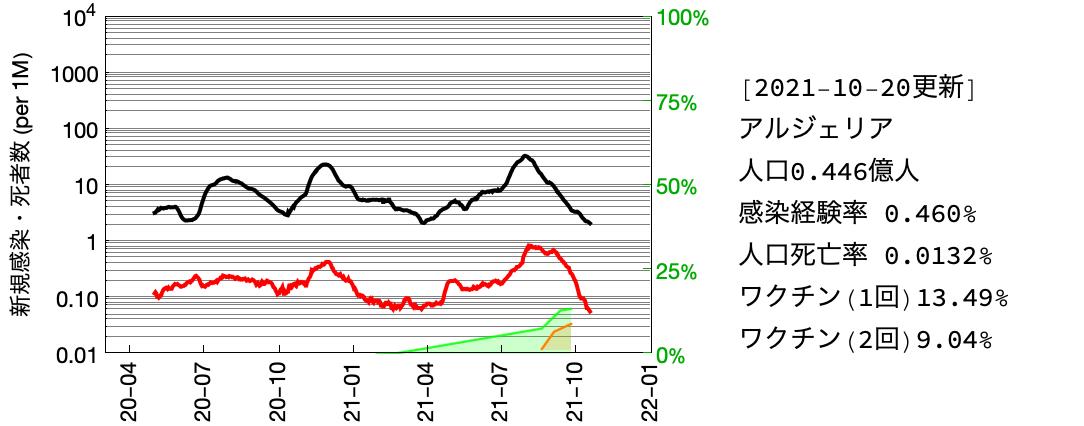 10^4
1000
100
10
1
0.10
0.01
新規感染・死者数 (per 1M)
100%
75%
50%
25%
0%
20-04
20-07
20-10
21-01
21-04
21-07
21-10
22-01
[2021-10-20更新]
アルジェリア
人口0.446億人
感染経験率 0.460%
人口死亡率 0.0132%
ワクチン(1回)13.49%
ワクチン(2回)9.04%